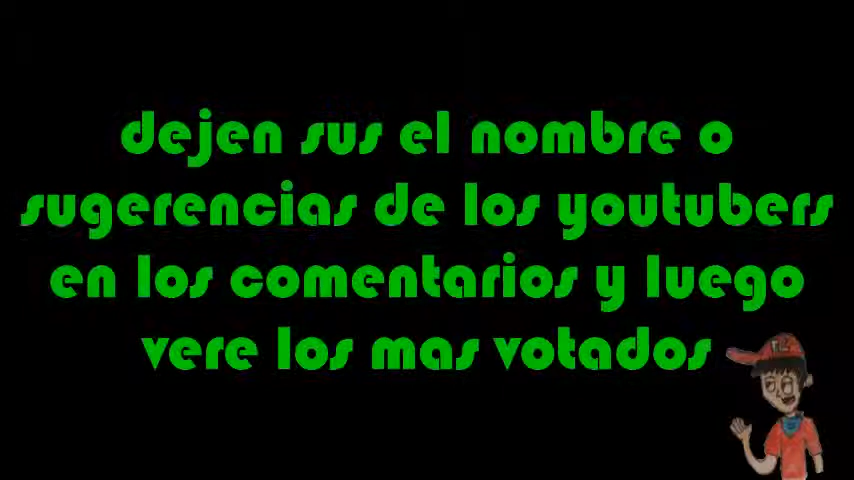 dejen sus el nombre o
sugerencias de los youtubers
en los comentarios y luego
vere los mas votados